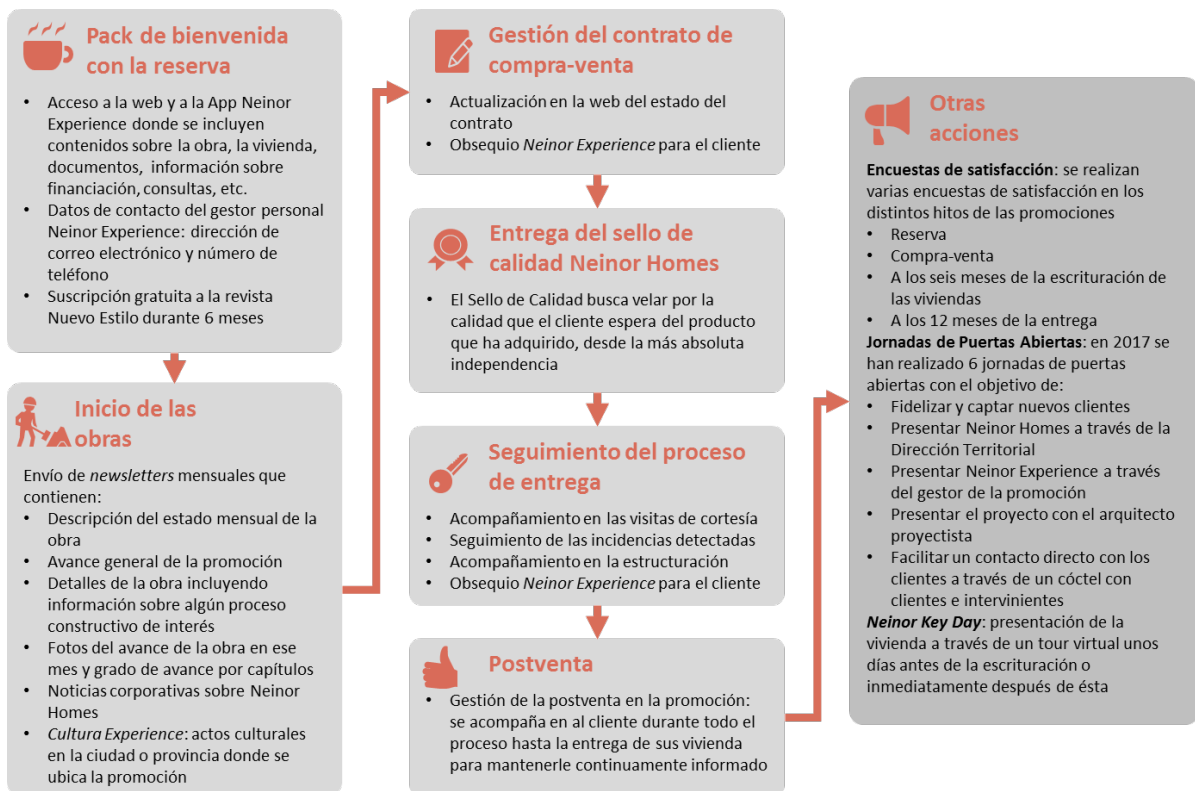 Pack de bienvenida
con la reserva
• Acceso a la web y a la App Neinor
Experience donde se incluyen
contenidos sobre la obra, la vivienda,
documentos, información sobre
financiación, consultas, etc.
• Datos de contacto del gestor personal
Neinor Experience: dirección de
correo electrónico y número de
teléfono
• Suscripción gratuita a la revista
Nuevo Estilo durante 6 meses
Inicio de las
obras
Envío de newsletters mensuales que
contienen:
• Descripción del estado mensual de la
obra
• Avance general de la promoción
• Detalles de la obra incluyendo
información sobre algún proceso
constructivo de interés
• Fotos del avance de la obra en ese
mes y grado de avance por capítulos
• Noticias corporativas sobre Neinor
Homes
• Cultura Experience: actos culturales
en la ciudad o provincia donde se
ubica la promoción
Gestión del contrato de
compra-venta
• Actualización en la web del estado del
contrato
• Obsequio Neinor Experience para el cliente
Entrega del sello de
calidad Neinor Homes
• El Sello de Calidad busca velar por la
calidad que el cliente espera del producto
que ha adquirido, desde la más absoluta
independencia
Seguimiento del proceso
de entrega
• Acompañamiento en las visitas de cortesía
• Seguimiento de las incidencias detectadas
• Acompañamiento en la estructuración
• Obsequio Neinor Experience para el cliente
Postventa
• Gestión de la postventa en la promoción:
se acompaña en al cliente durante todo el
proceso hasta la entrega de sus vivienda
para mantenerle continuamente informado
Otras
acciones
Encuestas de satisfacción: se realizan
varias encuestas de satisfacción en los
distintos hitos de las promociones
• Reserva
• Compra-venta
• A los seis meses de la escrituración de
las viviendas
• A los 12 meses de la entrega
Jornadas de Puertas Abiertas: en 2017 se
han realizado 6 jornadas de puertas
abiertas con el objetivo de:
• Fidelizar y captar nuevos clientes
• Presentar Neinor Homes a través de la
Dirección Territorial
• Presentar Neinor Experience a través
del gestor de la promoción
• Presentar el proyecto con el arquitecto
proyectista
• Facilitar un contacto directo con los
clientes a través de un cóctel con
clientes e intervinientes
Neinor Key Day: presentación de la
vivienda a través de un tour virtual unos
días antes de la escrituración o
inmediatamente después de ésta